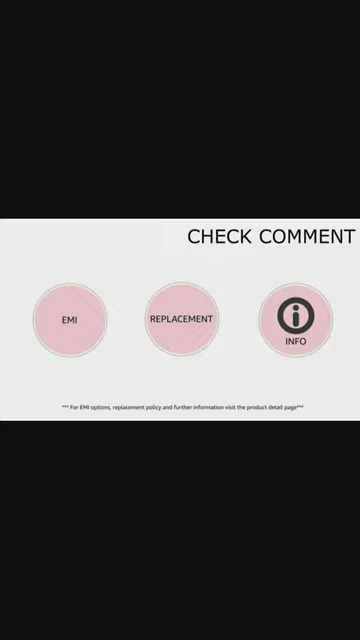 CHECK COMMENT
EMI
REPLACEMENT
INFO
*** For EMI options, replacement policy and further information visit the product detail page***